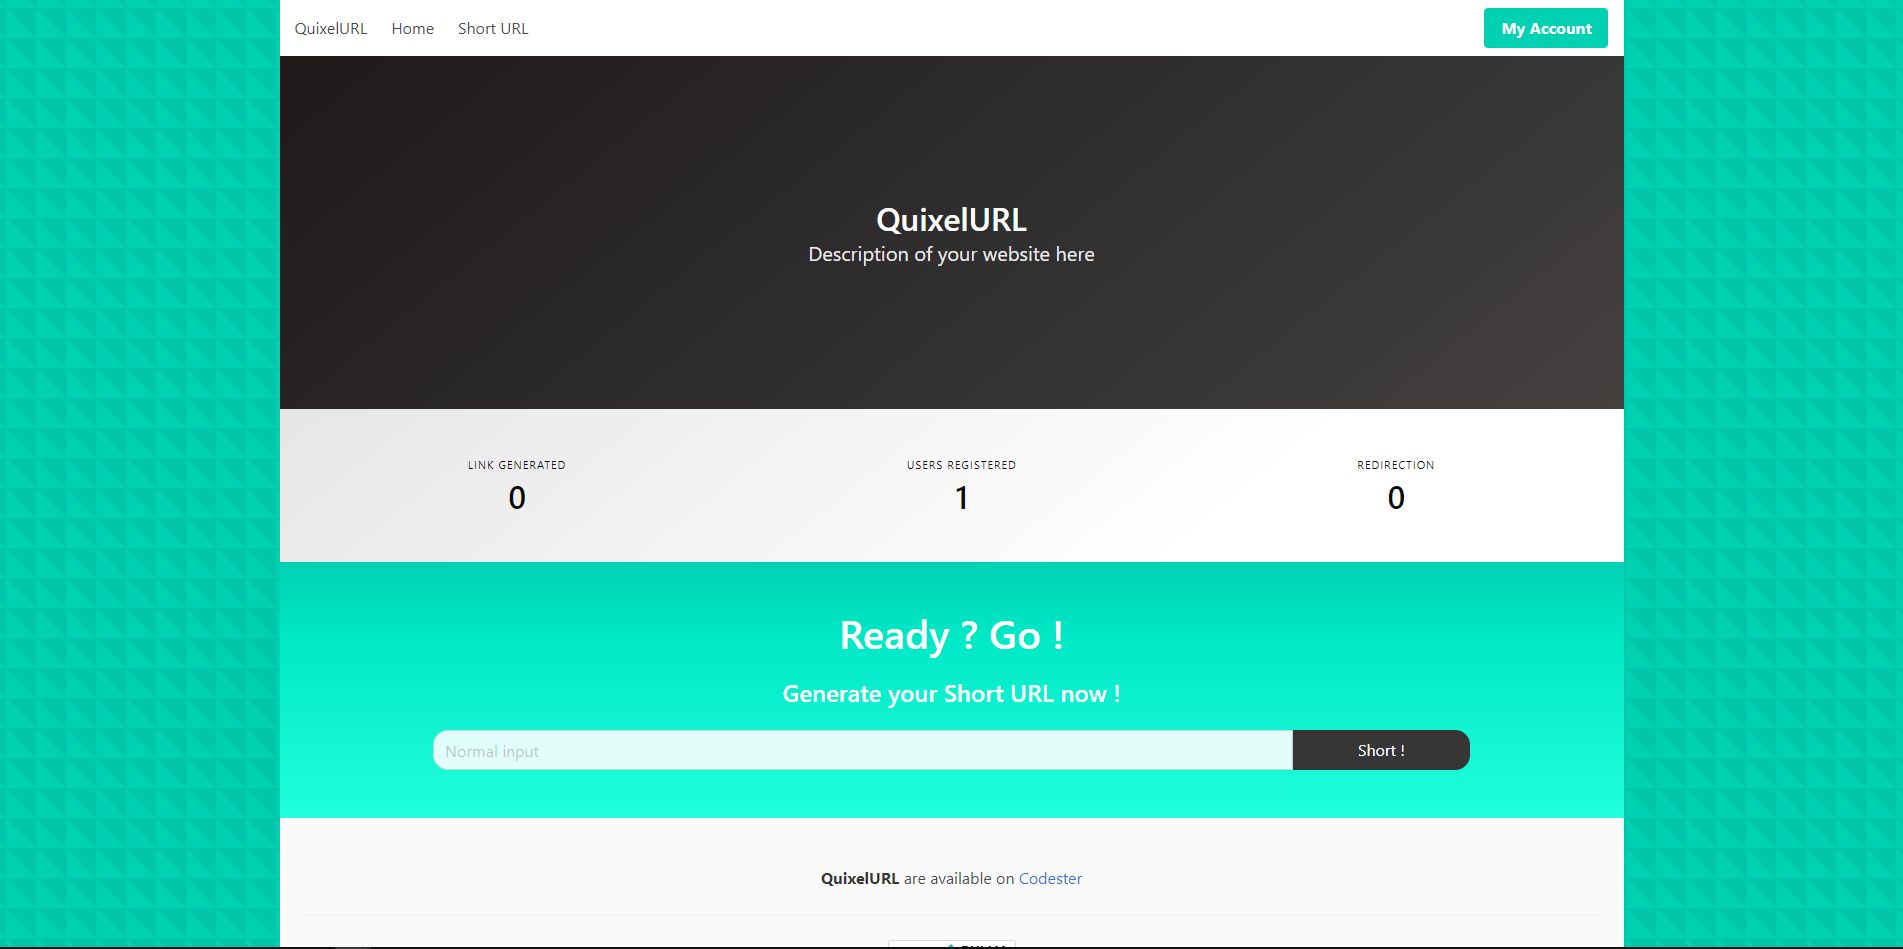 QuixelURL Home Short URL My Account
QuixelURL
Description of your website here
LINK GENERATED USERS REGISTERED REDIRECTION
0 1 0
Ready ? Go !
Generate your Short URL now !
Normal input Short !
QuixelURL are available on Codester